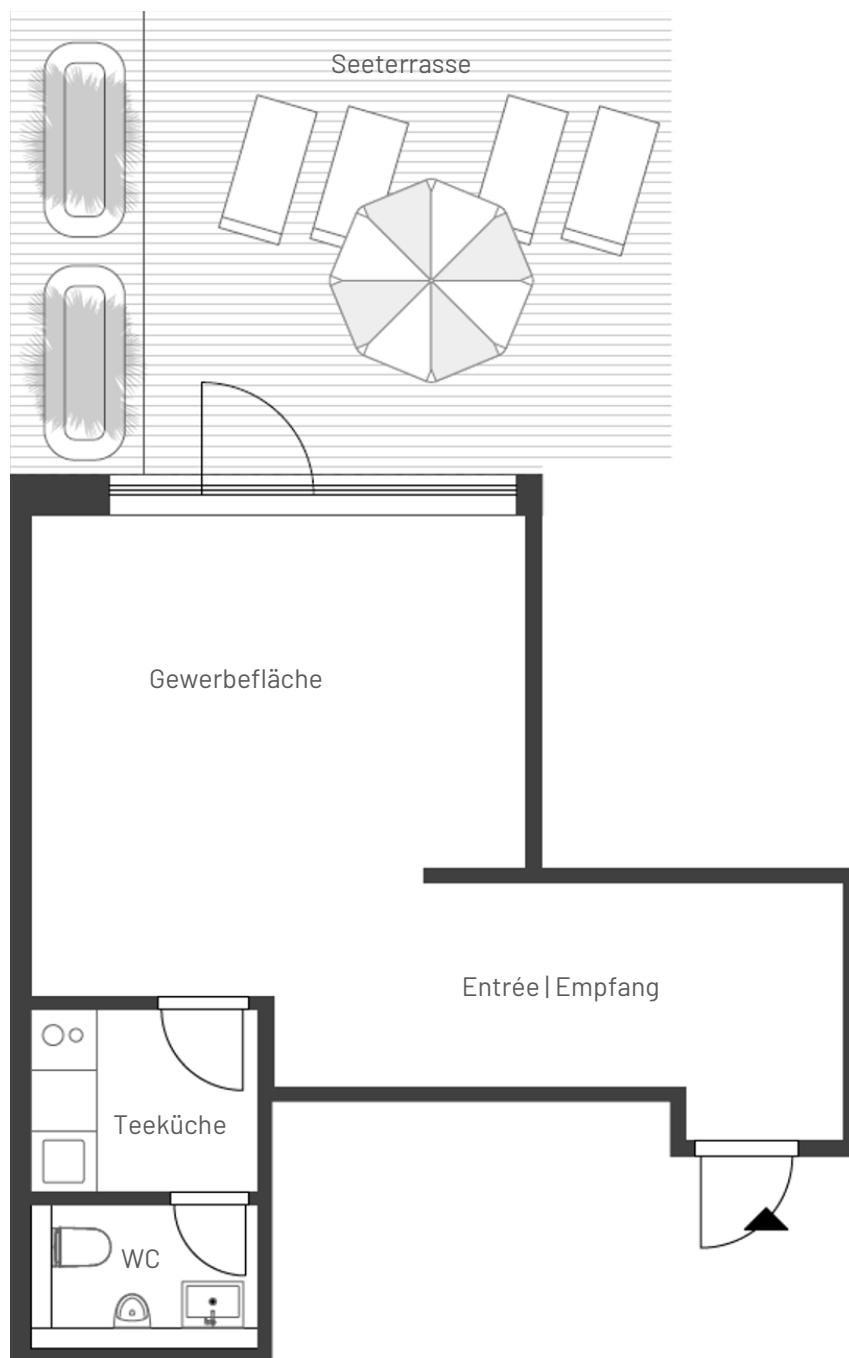 Seeterrasse
Gewerbefläche
Entrée | Empfang
Teeküche
WC